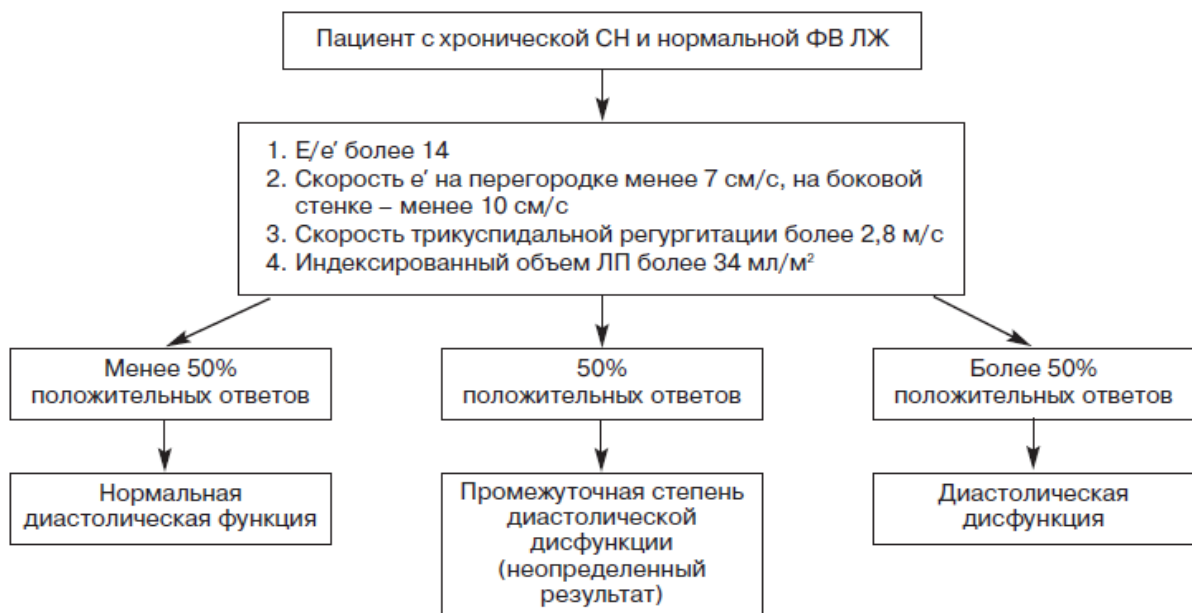 Пациент с хронической СН и нормальной ФВ ЛЖ
1. E/e′ более 14
2. Скорость e′ на перегородке менее 7 см/с, на боковой
стенке – менее 10 см/с
3. Скорость трикуспидальной регургитации более 2,8 м/с
4. Индексированный объем ЛП более 34 мл/м²
Менее 50%
положительных ответов
50%
положительных ответов
Более 50%
положительных ответов
Нормальная
диастолическая функция
Промежуточная степень
диастолической
дисфункции
(неопределенный
результат)
Диастолическая
дисфункция